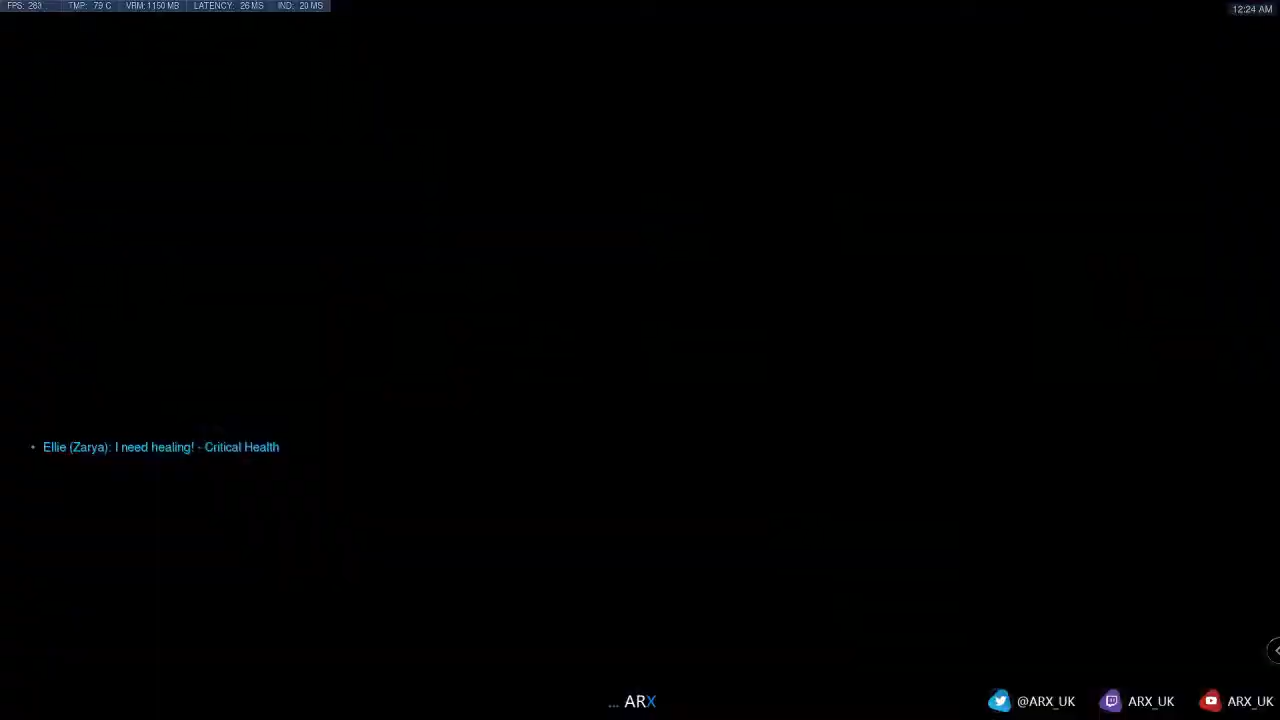 FPS: 283 TMP: 79 C VRM: 1150 MB LATENCY: 26 MS IND: 20 MS
12:24 AM
• Ellie (Zarya): I need healing! - Critical Health
... ARX
@ARX_UK ARX_UK ARX_UK